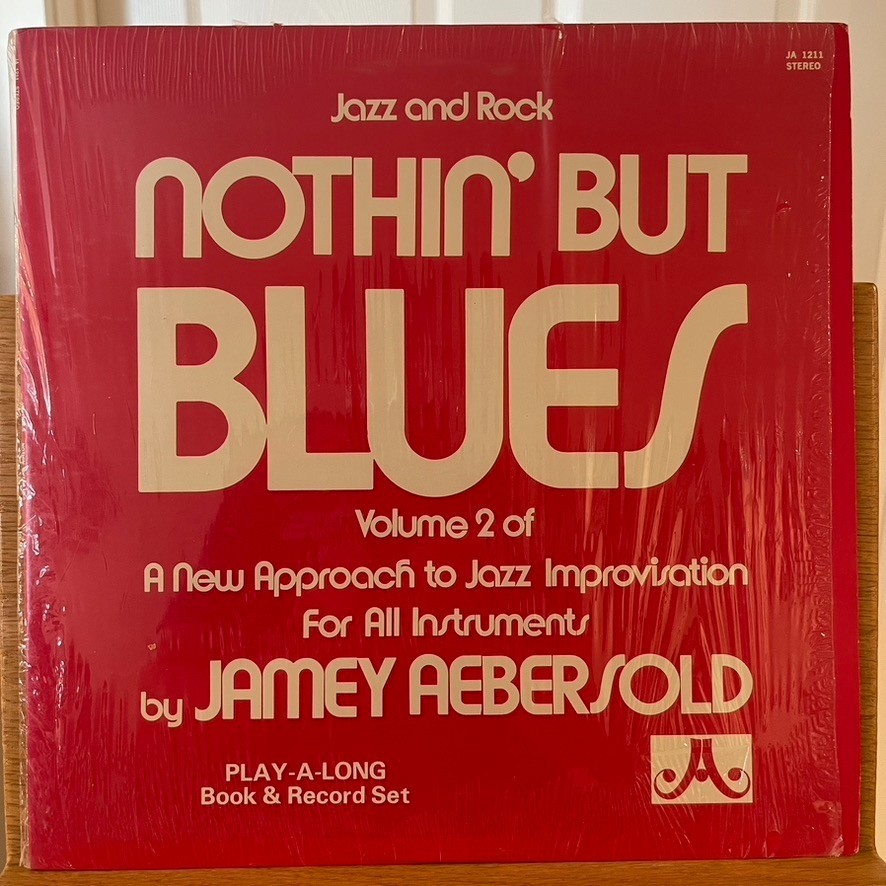 JA 1211
STEREO
Jazz and Rock
NOTHIN' BUT
BLUES
Volume 2 of
A New Approach to Jazz Improvisation
For All Instruments
by JAMEY AEBERSOLD
PLAY-A-LONG
Book & Record Set